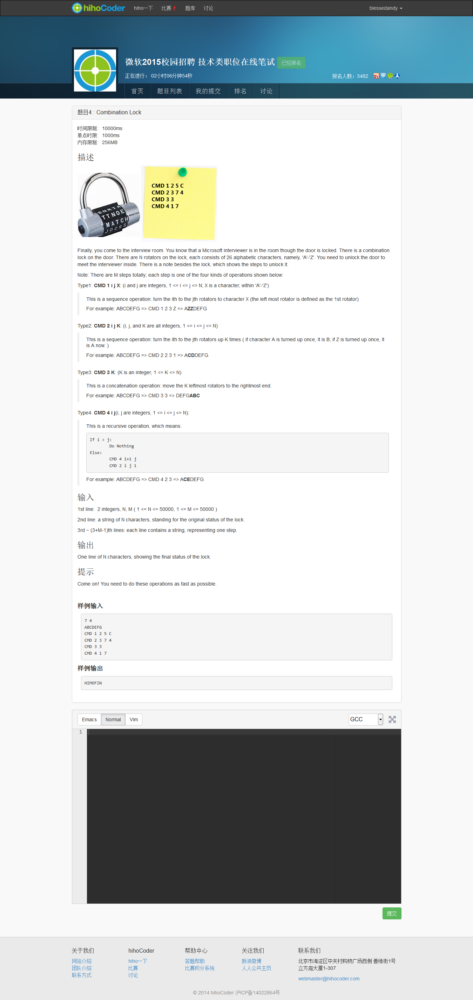 hihoCoder hiho一下 比赛 题库 讨论 blessedandy
微软2015校园招聘 技术类职位在线笔试 已经报名
正在进行： 02小时06分钟54秒 报名人数：3482
首页 题目列表 我的提交 排名 讨论
题目4 : Combination Lock
时间限制: 10000ms
单点时限: 1000ms
内存限制: 256MB
描述
ENRTA
TTNOE
MATCH
JOCSS
CMD 1 2 5 C
CMD 2 3 7 4
CMD 3 3
CMD 4 1 7
Finally, you come to the interview room. You know that a Microsoft interviewer is in the room though the door is locked. There is a combination
lock on the door. There are N rotators on the lock, each consists of 26 alphabetic characters, namely, 'A'-'Z'. You need to unlock the door to
meet the interviewer inside. There is a note besides the lock, which shows the steps to unlock it.
Note: There are M steps totally; each step is one of the four kinds of operations shown below:
Type1: CMD 1 i j X: (i and j are integers, 1 <= i <= j <= N; X is a character, within 'A'-'Z')
This is a sequence operation: turn the ith to the jth rotators to character X (the left most rotator is defined as the 1st rotator)
For example: ABCDEFG => CMD 1 2 3 Z => AZZDEFG
Type2: CMD 2 i j K: (i, j, and K are all integers, 1 <= i <= j <= N)
This is a sequence operation: turn the ith to the jth rotators up K times ( if character A is turned up once, it is B; if Z is turned up once, it
is A now. )
For example: ABCDEFG => CMD 2 2 3 1 => ACDDEFG
Type3: CMD 3 K: (K is an integer, 1 <= K <= N)
This is a concatenation operation: move the K leftmost rotators to the rightmost end.
For example: ABCDEFG => CMD 3 3 => DEFGABC
Type4: CMD 4 i j(i, j are integers, 1 <= i <= j <= N):
This is a recursive operation, which means:
If i > j:
Do Nothing
Else:
CMD 4 i+1 j
CMD 2 i j 1
For example: ABCDEFG => CMD 4 2 3 => ACEDEFG
输入
1st line:  2 integers, N, M ( 1 <= N <= 50000, 1 <= M <= 50000 )
2nd line: a string of N characters, standing for the original status of the lock.
3rd ~ (3+M-1)th lines: each line contains a string, representing one step.
输出
One line of N characters, showing the final status of the lock.
提示
Come on! You need to do these operations as fast as possible.
样例输入
7 4
ABCDEFG
CMD 1 2 5 C
CMD 2 3 7 4
CMD 3 3
CMD 4 1 7
样例输出
HIMOFIN
Emacs Normal Vim GCC
1
提交
关于我们 hihoCoder 帮助中心 关注我们 联系我们
网站介绍 hiho一下 答题帮助 新浪微博 北京市海淀区中关村购物广场西侧 善缘街1号
团队介绍 比赛 比赛积分系统 人人公共主页 立方庭大厦1-307
联系方式 讨论 webmaster@hihocoder.com
© 2014 hihoCoder 沪ICP备14022864号